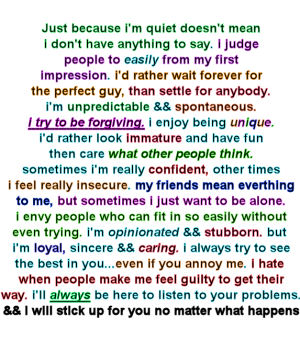 Just because i'm quiet doesn't mean
i don't have anything to say. i judge
people to easily from my first
impression. i'd rather wait forever for
the perfect guy, than settle for anybody.
i'm unpredictable && spontaneous.
i try to be forgiving. i enjoy being unique.
i'd rather look immature and have fun
then care what other people think.
sometimes i'm really confident, other times
i feel really insecure. my friends mean everthing
to me, but sometimes i just want to be alone.
i envy people who can fit in so easily without
even trying. i'm opinionated && stubborn. but
i'm loyal, sincere && caring. i always try to see
the best in you...even if you annoy me. i hate
when people make me feel guilty to get their
way. i'll always be here to listen to your problems.
&& i will stick up for you no matter what happens